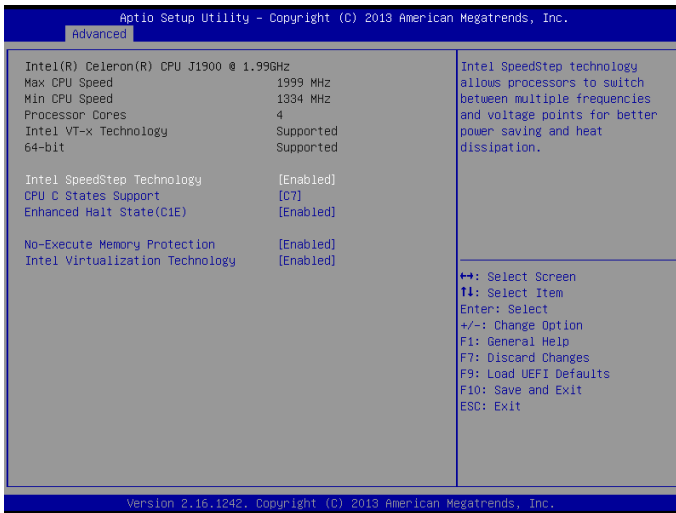 Aptio Setup Utility – Copyright (C) 2013 American Megatrends, Inc.
Advanced
Intel(R) Celeron(R) CPU J1900 @ 1.99GHz
Max CPU Speed 1999 MHz
Min CPU Speed 1334 MHz
Processor Cores 4
Intel VT-x Technology Supported
64-bit Supported
Intel SpeedStep Technology [Enabled]
CPU C States Support [C7]
Enhanced Halt State(C1E) [Enabled]
No-Execute Memory Protection [Enabled]
Intel Virtualization Technology [Enabled]
Intel SpeedStep technology
allows processors to switch
between multiple frequencies
and voltage points for better
power saving and heat
dissipation.
↔: Select Screen
↑↓: Select Item
Enter: Select
+/-: Change Option
F1: General Help
F7: Discard Changes
F9: Load UEFI Defaults
F10: Save and Exit
ESC: Exit
Version 2.16.1242. Copyright (C) 2013 American Megatrends, Inc.